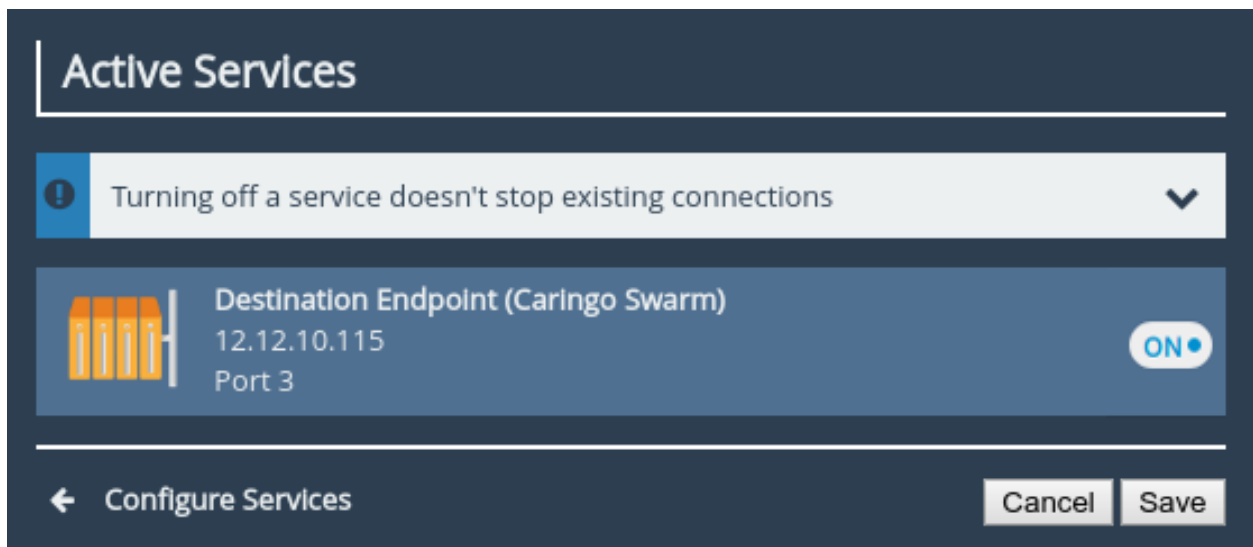 Active Services
Turning off a service doesn't stop existing connections
Destination Endpoint (Caringo Swarm)
12.12.10.115
Port 3
ON
Configure Services
Cancel
Save